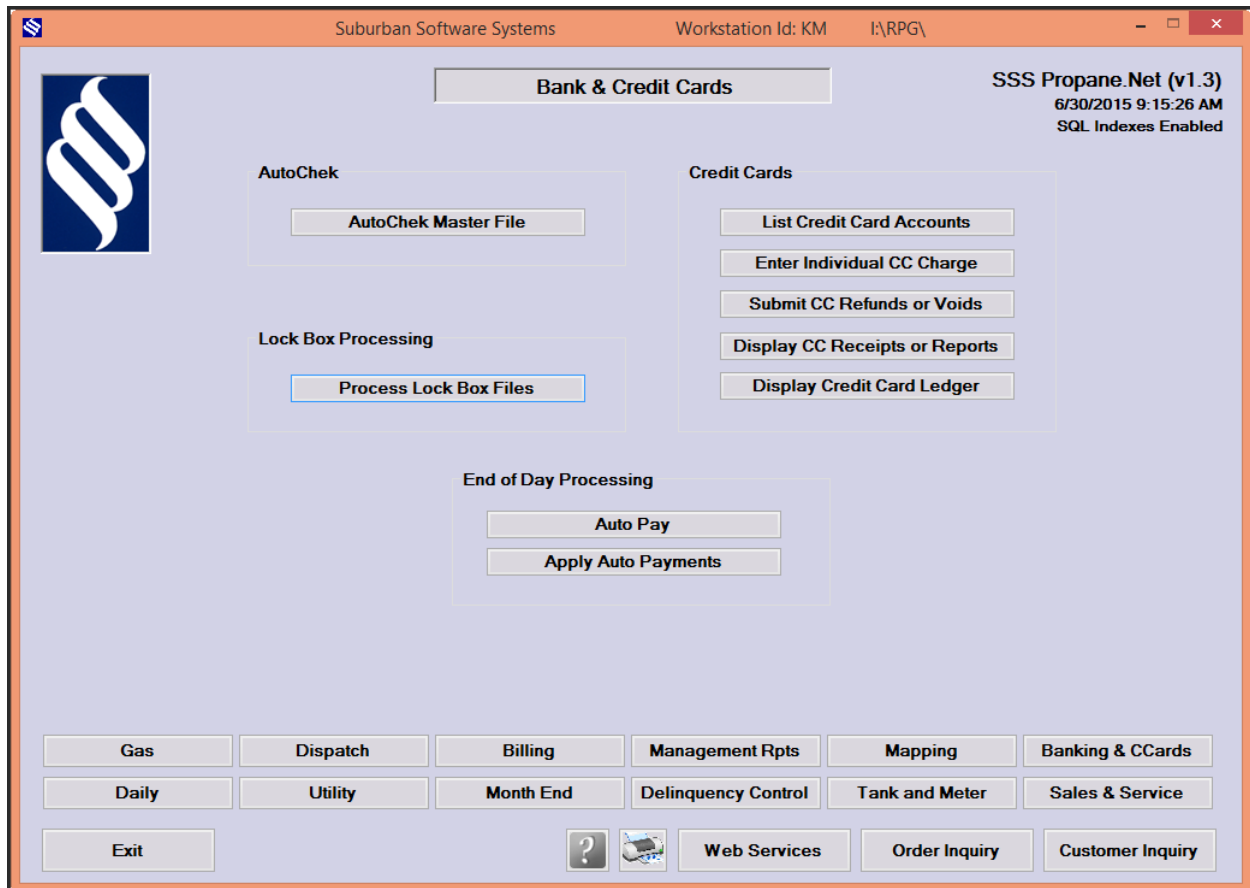 Suburban Software Systems Workstation Id: KM I:\RPG\
Bank & Credit Cards
SSS Propane.Net (v1.3)
6/30/2015 9:15:26 AM
SQL Indexes Enabled
AutoChek
AutoChek Master File
Lock Box Processing
Process Lock Box Files
Credit Cards
List Credit Card Accounts
Enter Individual CC Charge
Submit CC Refunds or Voids
Display CC Receipts or Reports
Display Credit Card Ledger
End of Day Processing
Auto Pay
Apply Auto Payments
Gas Dispatch Billing Management Rpts Mapping Banking & CCards
Daily Utility Month End Delinquency Control Tank and Meter Sales & Service
Exit ? Web Services Order Inquiry Customer Inquiry